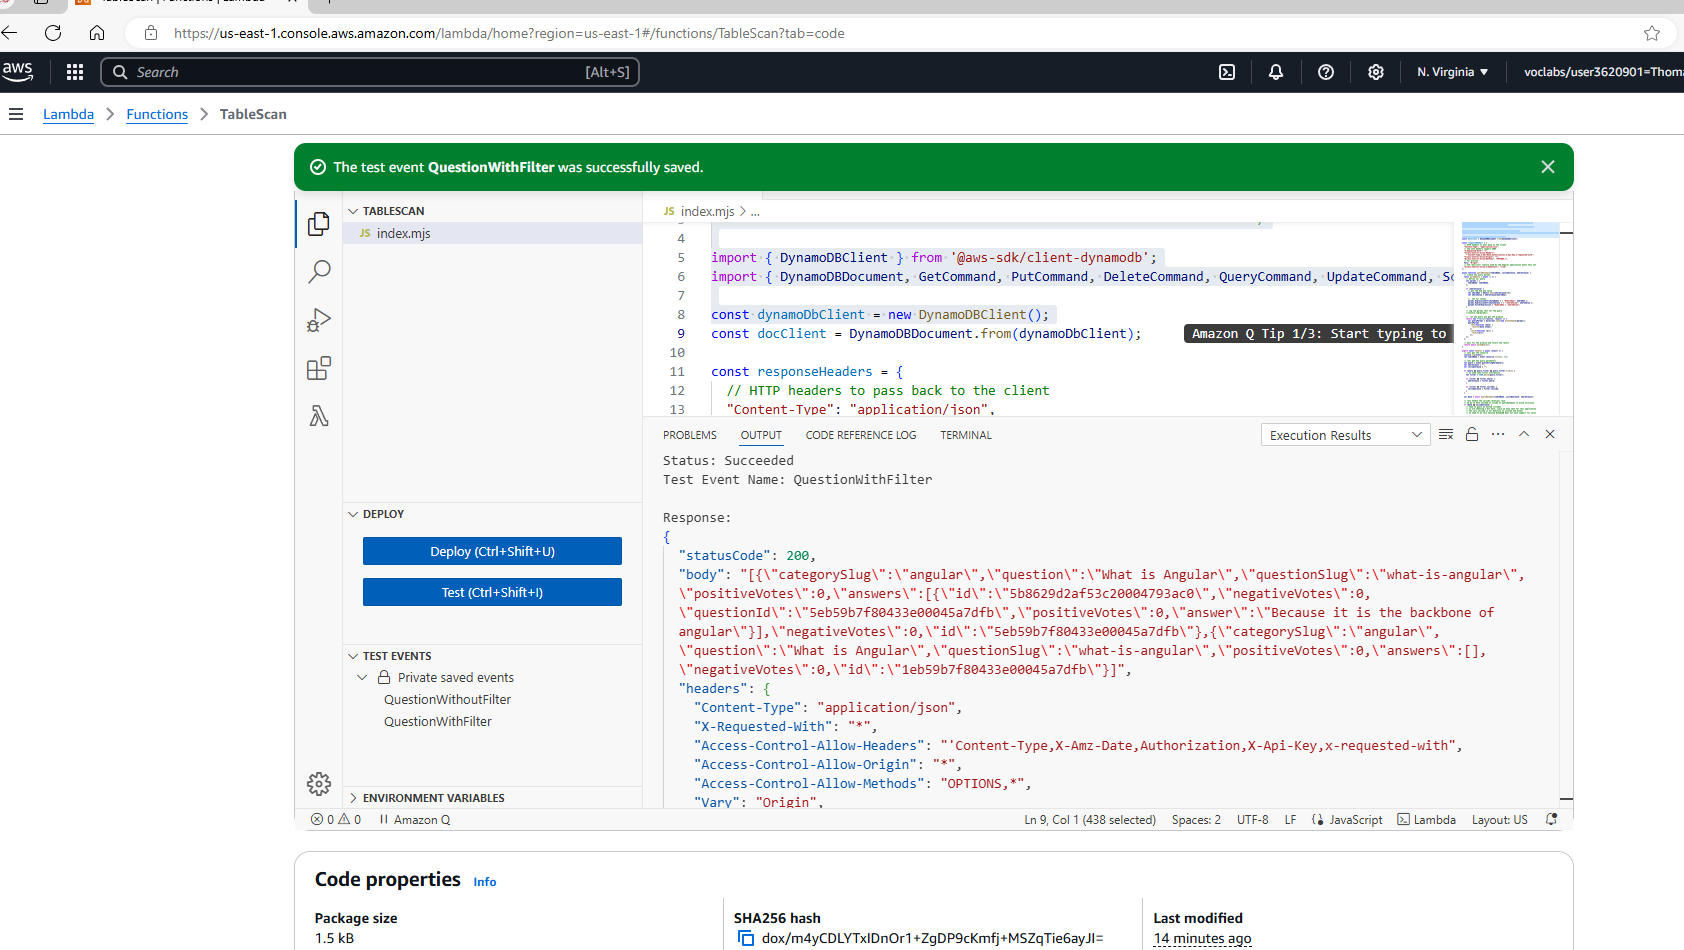 https://us-east-1.console.aws.amazon.com/lambda/home?region=us-east-1#/functions/TableScan?tab=code
aws
Search
[Alt+S]
N. Virginia
voclabs/user3620901=Thom
Lambda
Functions
TableScan
The test event QuestionWithFilter was successfully saved.
TABLESCAN
JS index.mjs
JS index.mjs > ...
4
5 import { DynamoDBClient } from '@aws-sdk/client-dynamodb';
6 import { DynamoDBDocument, GetCommand, PutCommand, DeleteCommand, QueryCommand, UpdateCommand, Sc
7
8 const dynamoDbClient = new DynamoDBClient();
9 const docClient = DynamoDBDocument.from(dynamoDbClient);
Amazon Q Tip 1/3: Start typing to
10
11 const responseHeaders = {
12 // HTTP headers to pass back to the client
13 "Content-Type": "application/json",
PROBLEMS
OUTPUT
CODE REFERENCE LOG
TERMINAL
Execution Results
Status: Succeeded
Test Event Name: QuestionWithFilter
Response:
{
"statusCode": 200,
"body": "[{\"categorySlug\":\"angular\",\"question\":\"What is Angular\",\"questionSlug\":\"what-is-angular\",
\"positiveVotes\":0,\"answers\":[{\"id\":\"5b8629d2af53c20004793ac0\",\"negativeVotes\":0,
\"questionId\":\"5eb59b7f80433e00045a7dfb\",\"positiveVotes\":0,\"answer\":\"Because it is the backbone of
angular\"}],\"negativeVotes\":0,\"id\":\"5eb59b7f80433e00045a7dfb\"},{\"categorySlug\":\"angular\",
\"question\":\"What is Angular\",\"questionSlug\":\"what-is-angular\",\"positiveVotes\":0,\"answers\":[],
\"negativeVotes\":0,\"id\":\"1eb59b7f80433e00045a7dfb\"}]",
"headers": {
"Content-Type": "application/json",
"X-Requested-With": "*",
"Access-Control-Allow-Headers": "'Content-Type,X-Amz-Date,Authorization,X-Api-Key,x-requested-with",
"Access-Control-Allow-Origin": "*",
"Access-Control-Allow-Methods": "OPTIONS,*",
"Vary": "Origin",
DEPLOY
Deploy (Ctrl+Shift+U)
Test (Ctrl+Shift+I)
TEST EVENTS
Private saved events
QuestionWithoutFilter
QuestionWithFilter
ENVIRONMENT VARIABLES
0 0
Amazon Q
Ln 9, Col 1 (438 selected)
Spaces: 2
UTF-8
LF
JavaScript
Lambda
Layout: US
Code properties
Info
Package size
1.5 kB
SHA256 hash
dox/m4yCDLYTxIDnOr1+ZgDP9cKmfj+MSZqTie6ayJI=
Last modified
14 minutes ago